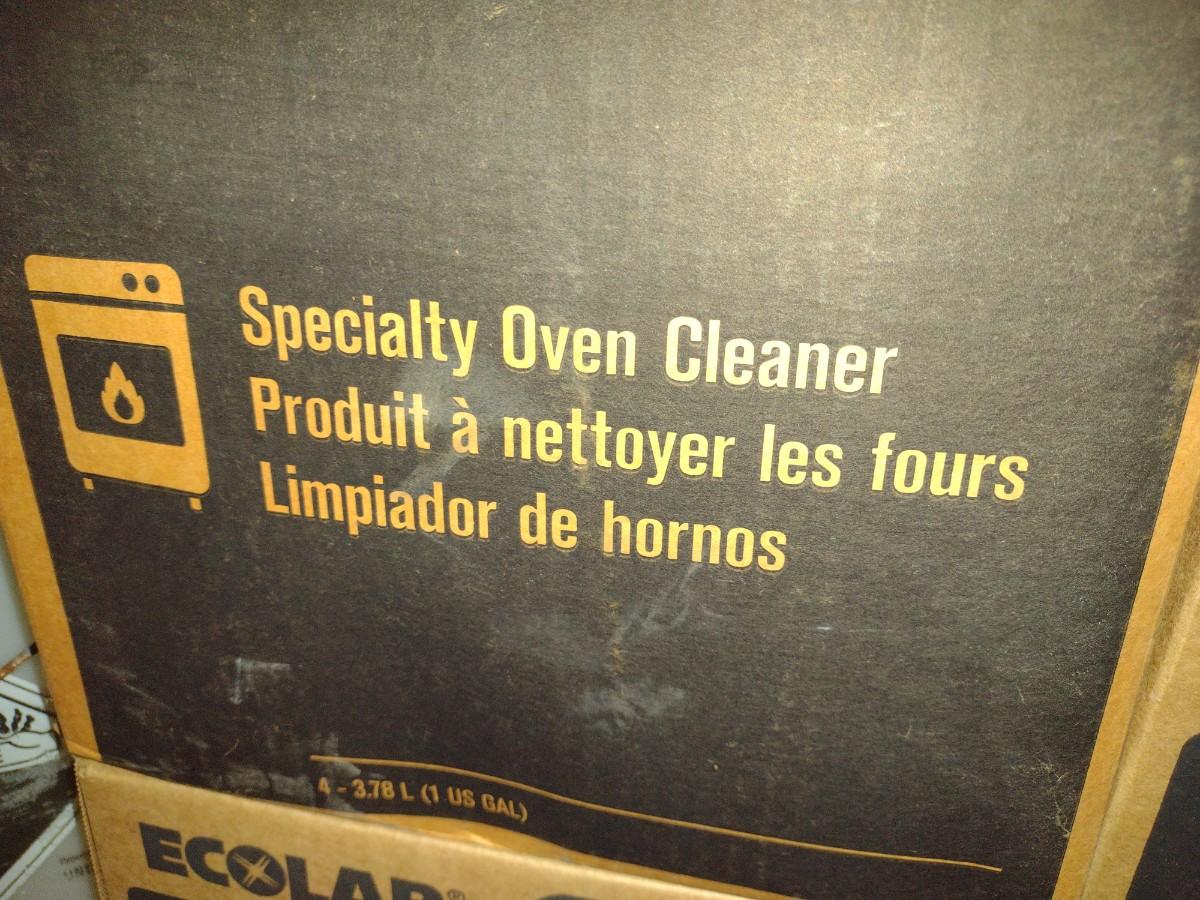 Specialty Oven Cleaner
Produit à nettoyer les fours
Limpiador de hornos
4 - 3.78 L (1 US GAL)
ECOLAB®